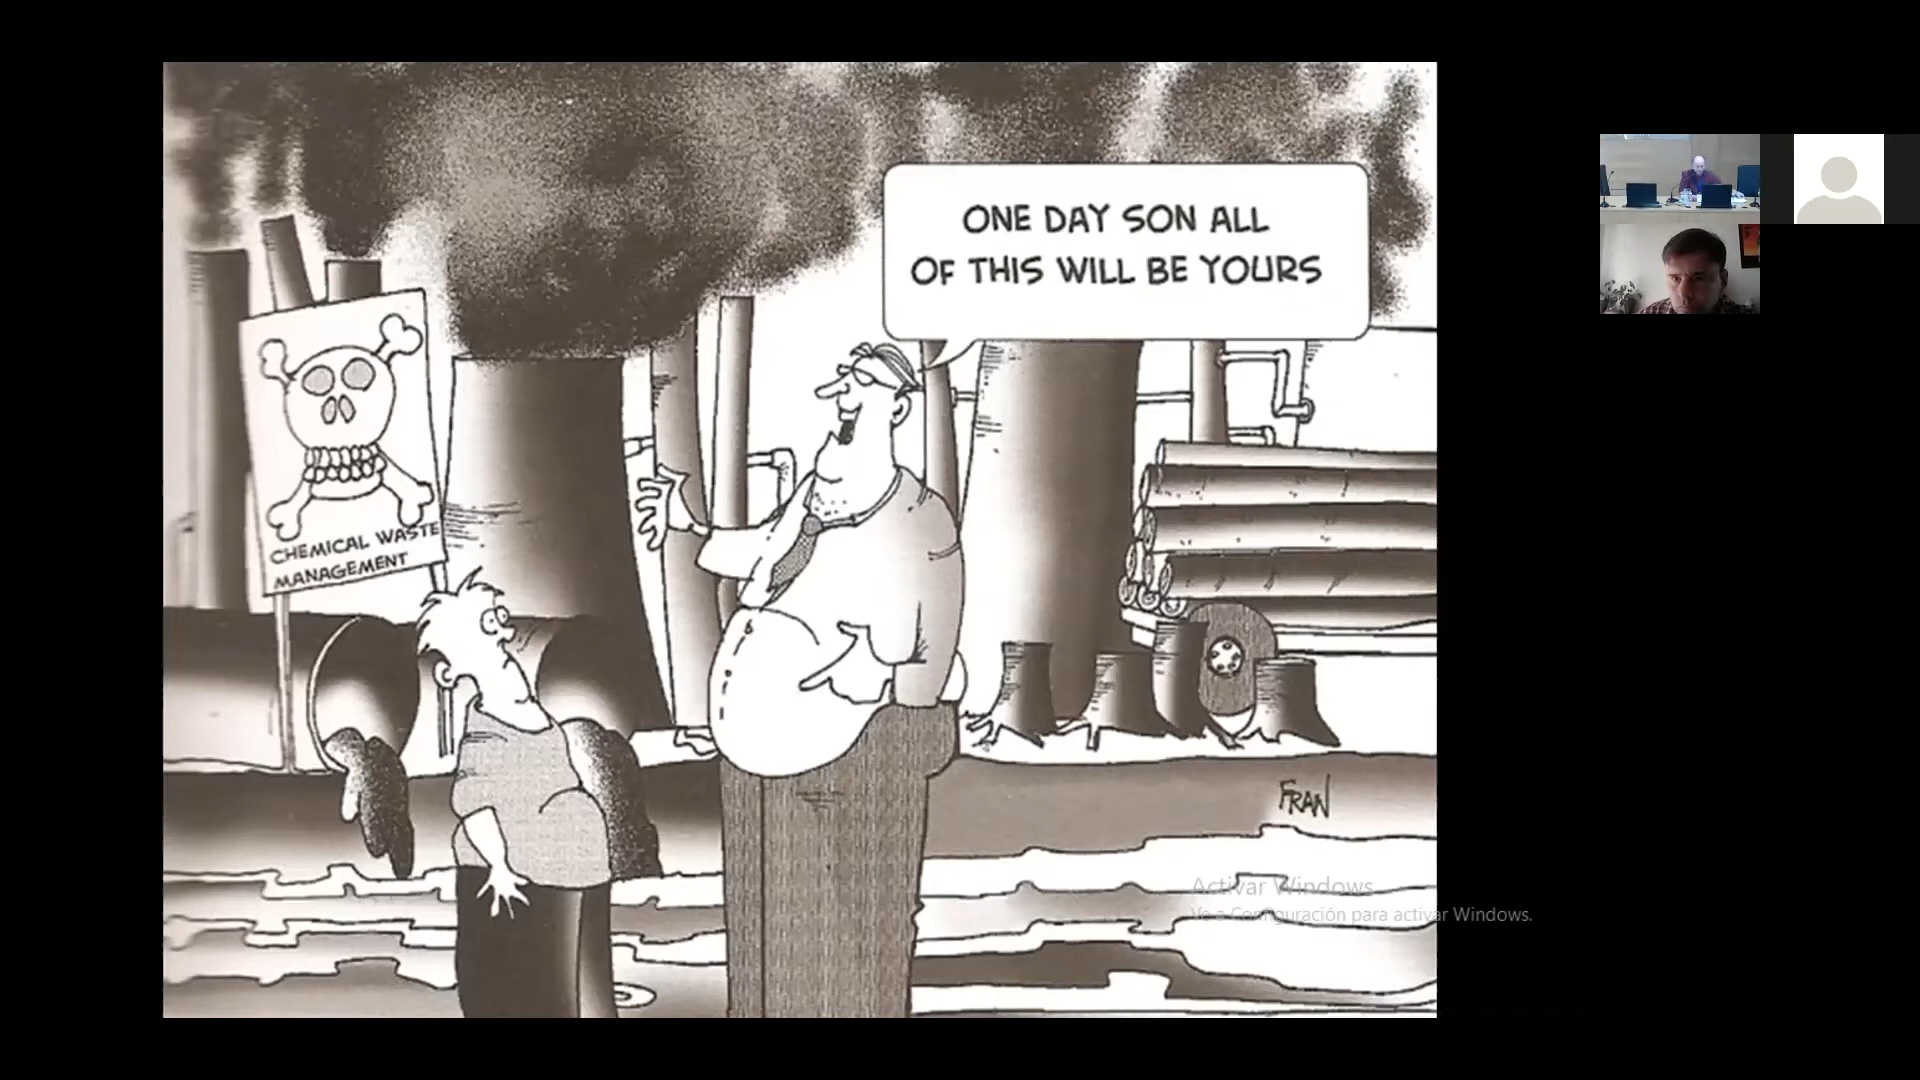 ONE DAY SON ALL
OF THIS WILL BE YOURS
CHEMICAL WASTE
MANAGEMENT
FRAN
Activar Windows
Ve a Configuración para activar Windows.